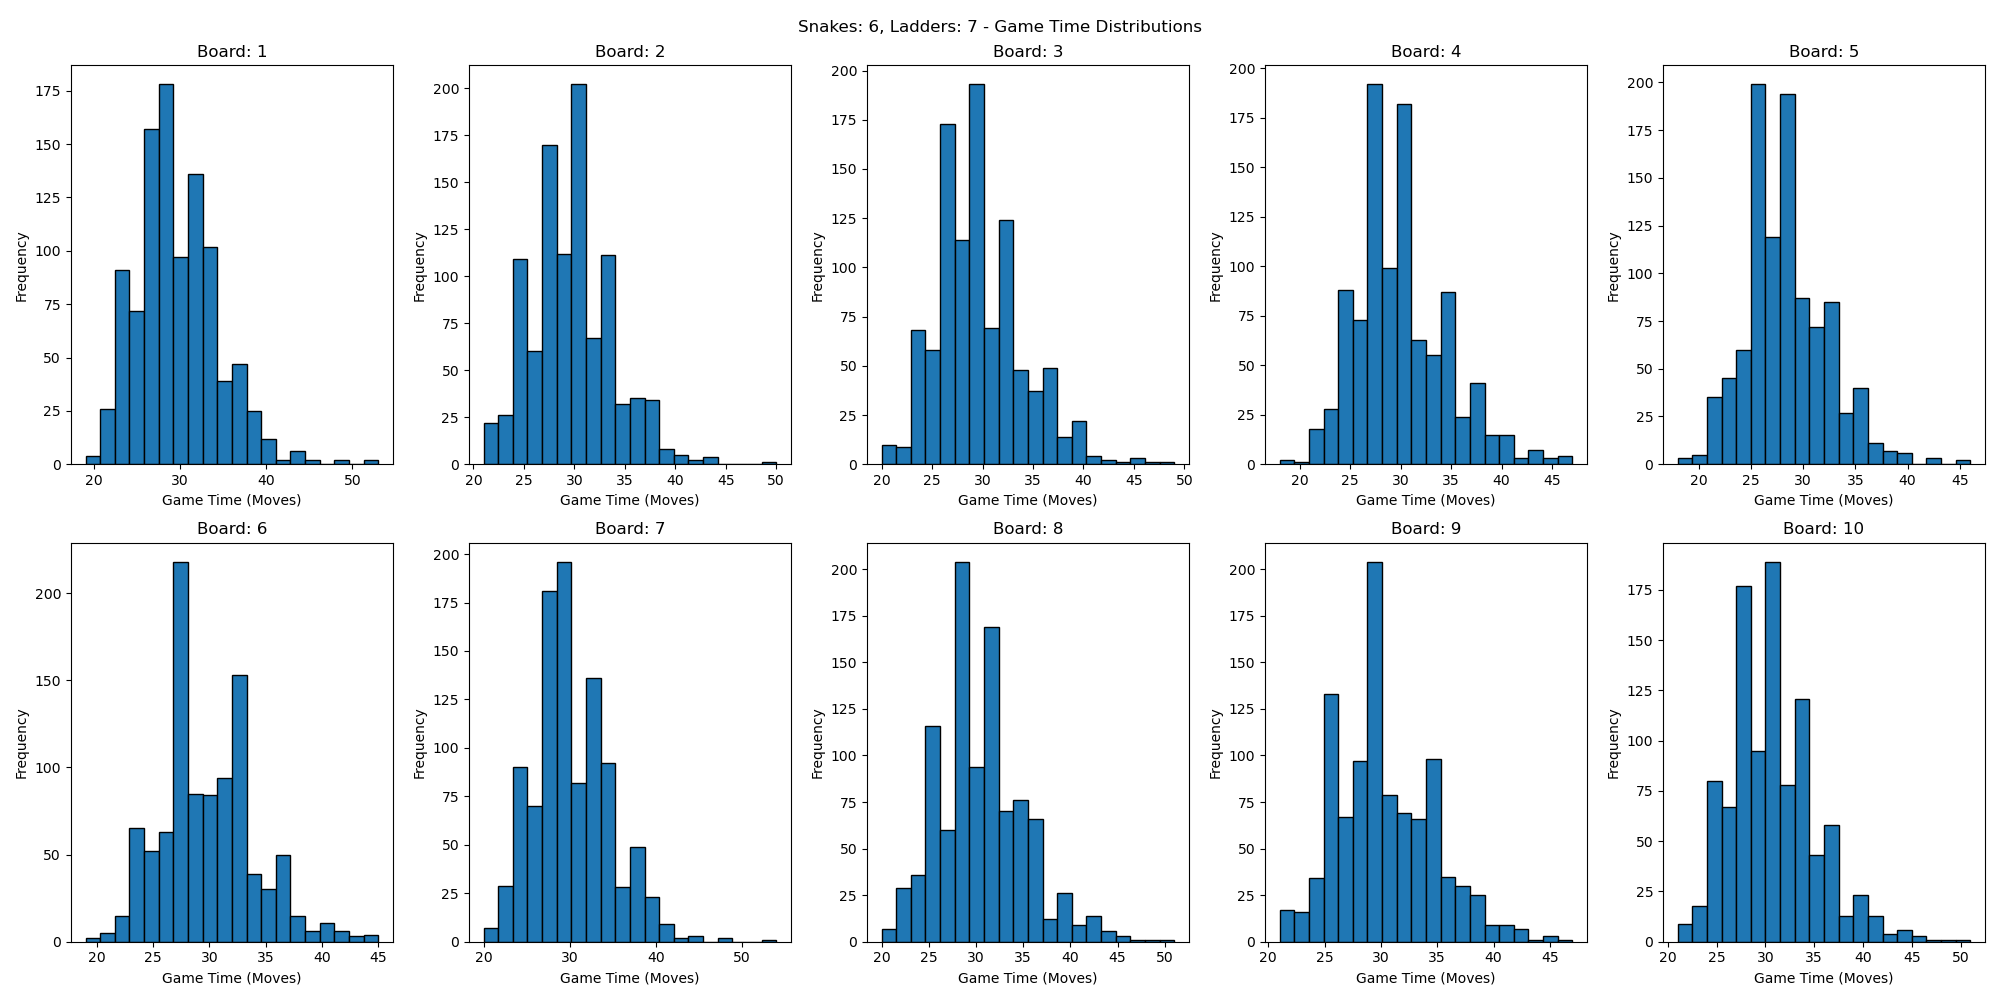 Snakes: 6, Ladders: 7 - Game Time Distributions
Board: 1
175
150
125
100
75
50
25
0
Frequency
20 30 40 50
Game Time (Moves)
Board: 2
200
175
150
125
100
75
50
25
0
Frequency
20 25 30 35 40 45 50
Game Time (Moves)
Board: 3
200
175
150
125
100
75
50
25
0
Frequency
20 25 30 35 40 45 50
Game Time (Moves)
Board: 4
200
175
150
125
100
75
50
25
0
Frequency
20 25 30 35 40 45
Game Time (Moves)
Board: 5
200
175
150
125
100
75
50
25
0
Frequency
20 25 30 35 40 45
Game Time (Moves)
Board: 6
200
150
100
50
0
Frequency
20 25 30 35 40 45
Game Time (Moves)
Board: 7
200
175
150
125
100
75
50
25
0
Frequency
20 30 40 50
Game Time (Moves)
Board: 8
200
175
150
125
100
75
50
25
0
Frequency
20 25 30 35 40 45 50
Game Time (Moves)
Board: 9
200
175
150
125
100
75
50
25
0
Frequency
20 25 30 35 40 45
Game Time (Moves)
Board: 10
175
150
125
100
75
50
25
0
Frequency
20 25 30 35 40 45 50
Game Time (Moves)